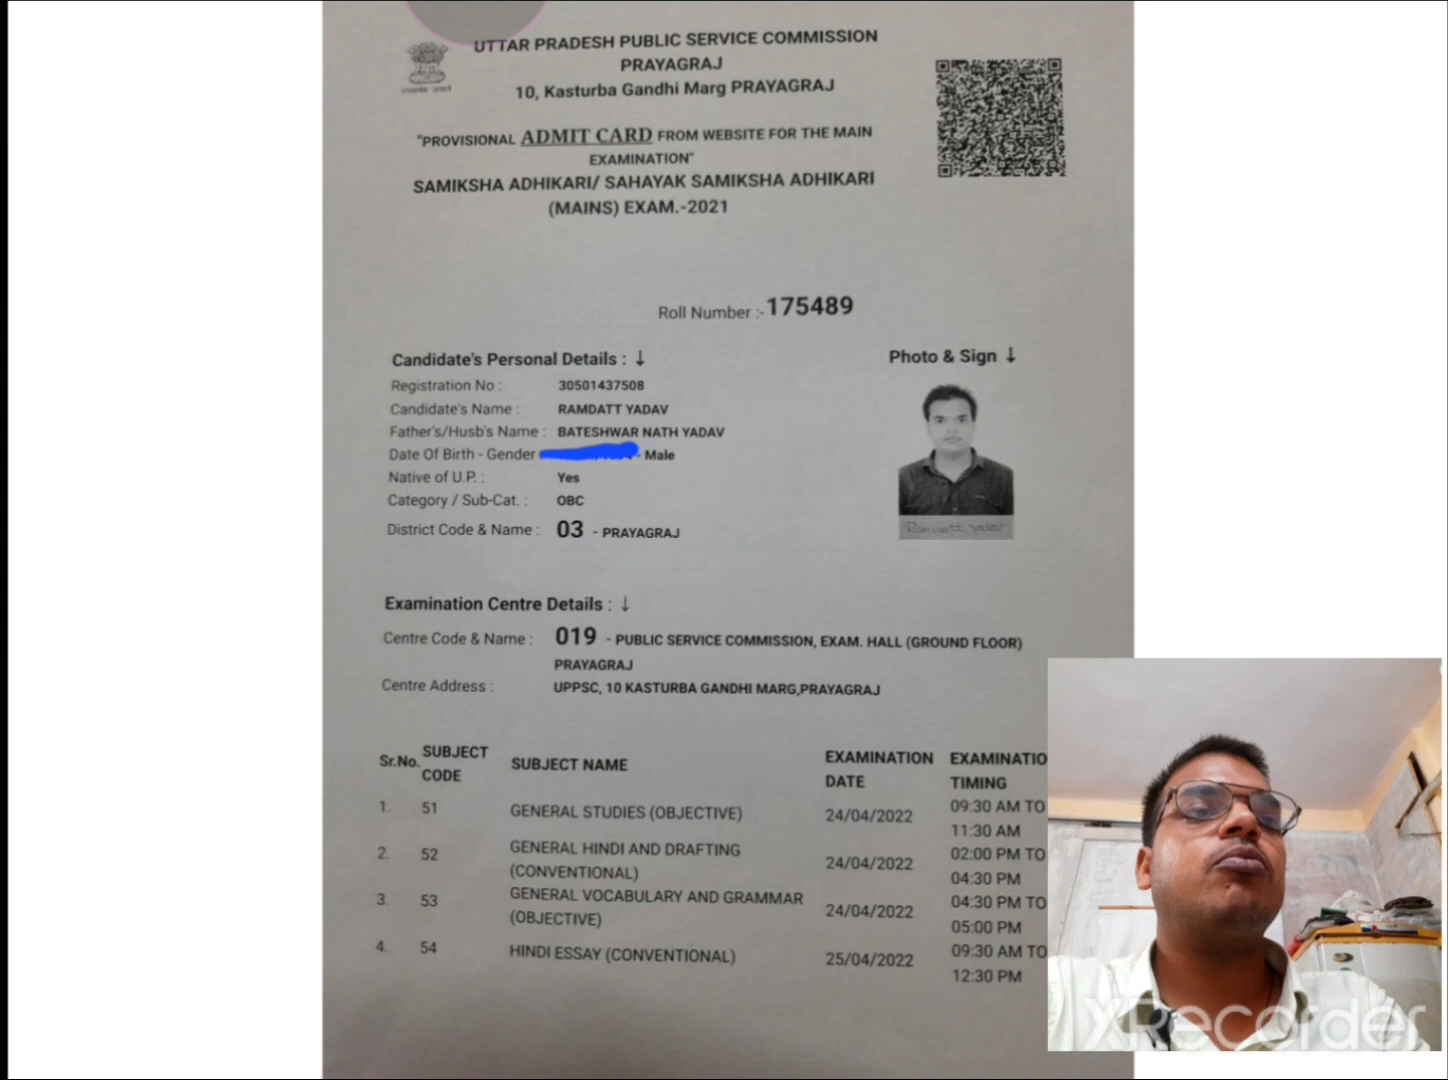 UTTAR PRADESH PUBLIC SERVICE COMMISSION
PRAYAGRAJ
10, Kasturba Gandhi Marg PRAYAGRAJ
"PROVISIONAL ADMIT CARD FROM WEBSITE FOR THE MAIN
EXAMINATION"
SAMIKSHA ADHIKARI/ SAHAYAK SAMIKSHA ADHIKARI
(MAINS) EXAM.-2021
Roll Number :- 175489
Candidate's Personal Details : ↓
Photo & Sign ↓
Registration No : 30501437508
Candidate's Name : RAMDATT YADAV
Father's/Husb's Name : BATESHWAR NATH YADAV
Date Of Birth - Gender - Male
Native of U.P. : Yes
Category / Sub-Cat. : OBC
District Code & Name : 03 - PRAYAGRAJ
Ramdatt Yadav
Examination Centre Details : ↓
Centre Code & Name : 019 - PUBLIC SERVICE COMMISSION, EXAM. HALL (GROUND FLOOR)
PRAYAGRAJ
Centre Address : UPPSC, 10 KASTURBA GANDHI MARG,PRAYAGRAJ
Sr.No. SUBJECT CODE SUBJECT NAME EXAMINATION DATE EXAMINATIO TIMING
1. 51 GENERAL STUDIES (OBJECTIVE) 24/04/2022 09:30 AM TO
11:30 AM
2. 52 GENERAL HINDI AND DRAFTING 24/04/2022 02:00 PM TO
(CONVENTIONAL) 04:30 PM
3. 53 GENERAL VOCABULARY AND GRAMMAR 24/04/2022 04:30 PM TO
(OBJECTIVE) 05:00 PM
4. 54 HINDI ESSAY (CONVENTIONAL) 25/04/2022 09:30 AM TO
12:30 PM
XRecorder